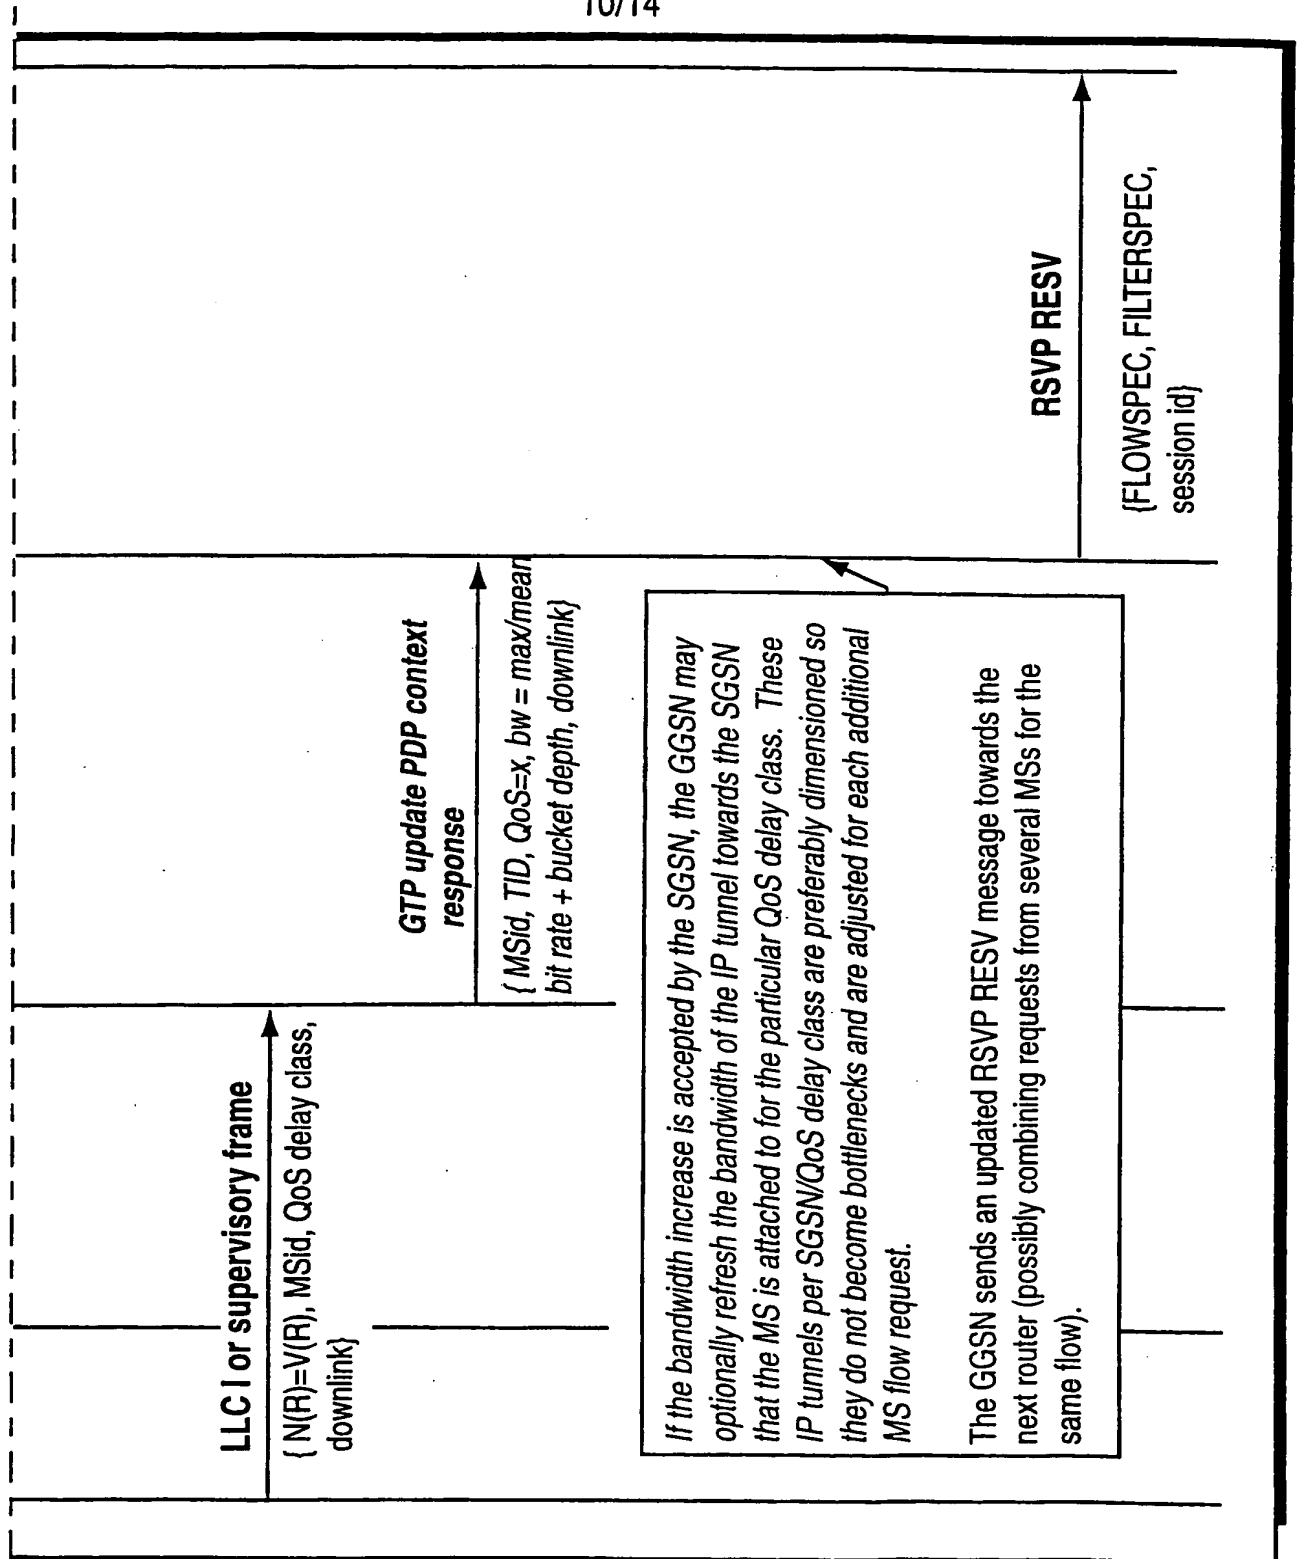 10/14
LLC I or supervisory frame
{ N(R)=V(R), MSid, QoS delay class,
downlink}
GTP update PDP context
response
{ MSid, TID, QoS=x, bw = max/mean
bit rate + bucket depth, downlink}
If the bandwidth increase is accepted by the SGSN, the GGSN may
optionally refresh the bandwidth of the IP tunnel towards the SGSN
that the MS is attached to for the particular QoS delay class. These
IP tunnels per SGSN/QoS delay class are preferably dimensioned so
they do not become bottlenecks and are adjusted for each additional
MS flow request.
The GGSN sends an updated RSVP RESV message towards the
next router (possibly combining requests from several MSs for the
same flow).
RSVP RESV
{FLOWSPEC, FILTERSPEC,
session id}